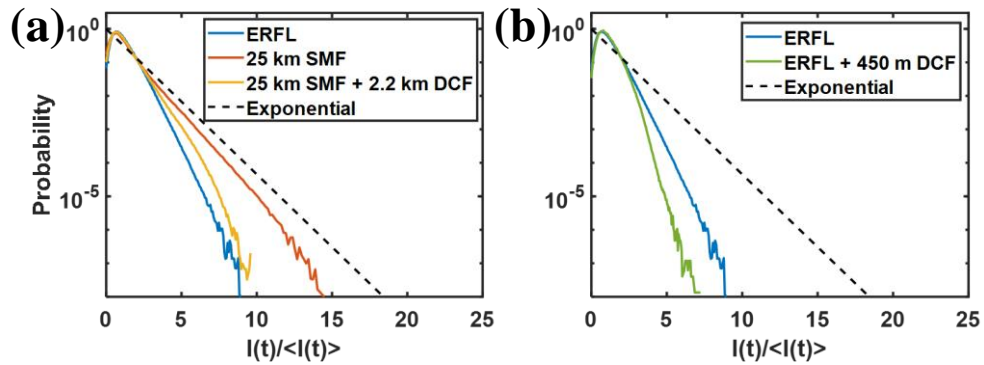 (a)
ERFL
25 km SMF
25 km SMF + 2.2 km DCF
Exponential
Probability
10^0
10^-5
0 5 10 15 20 25
I(t)/<I(t)>
(b)
ERFL
ERFL + 450 m DCF
Exponential
10^0
10^-5
0 5 10 15 20 25
I(t)/<I(t)>